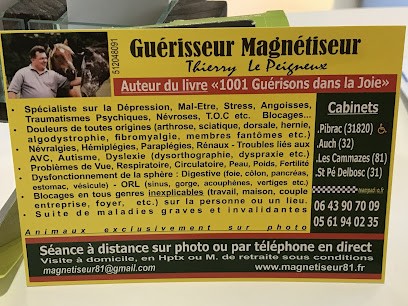 Guérisseur Magnétiseur
Thierry Le Peigneux
512048091
Auteur du livre «1001 Guérisons dans la Joie»
• Spécialiste sur la Dépression, Mal-Etre, Stress, Angoisses,
Traumatismes Psychiques, Névroses, T.O.C etc. Blocages...
• Douleurs de toutes origines (arthrose, sciatique, dorsale, hernie,
algodystrophie, fibromyalgie, membres fantômes etc.)
Névralgies, Hémiplégies, Paraplégies, Rénaux - Troubles liés aux
AVC, Autisme, Dyslexie (dysorthographie, dyspraxie etc.)
• Problèmes de Vue, Respiratoire, Circulatoire, Peau, Poids, Fertilité
Dysfonctionnement de la sphère : Digestive (foie, côlon, pancréas,
estomac, vésicule) - ORL (sinus, gorge, acouphènes, vertiges etc.)
Blocages en tous genres inexplicables (travail, maison, couple
entreprise, foyer, etc.) sur la personne ou un lieu.
• Suite de maladies graves et invalidantes
Animaux exclusivement sur photo
Cabinets
.Pibrac (31820)
.Auch (32)
.Les Cammazes (81)
.St Pé Delbosc (31)
06 43 90 70 09
05 61 94 02 35
Séance à distance sur photo ou par téléphone en direct
Visite à domicile, en Hptx ou M. de retraite sous conditions
magnetiseur81@gmail.com
www.magnetiseur81.fr